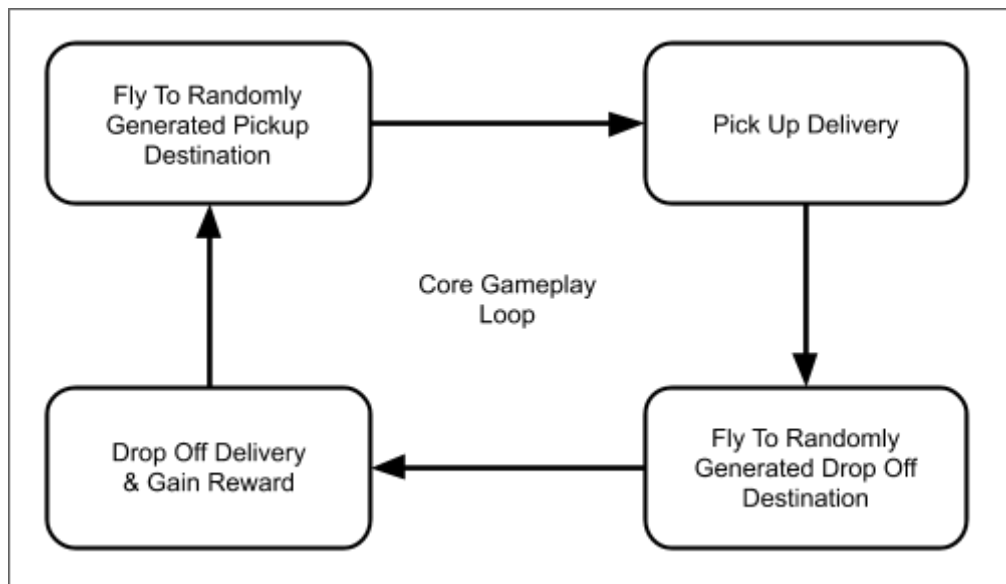 Fly To Randomly
Generated Pickup
Destination
Pick Up Delivery
Core Gameplay
Loop
Drop Off Delivery
& Gain Reward
Fly To Randomly
Generated Drop Off
Destination